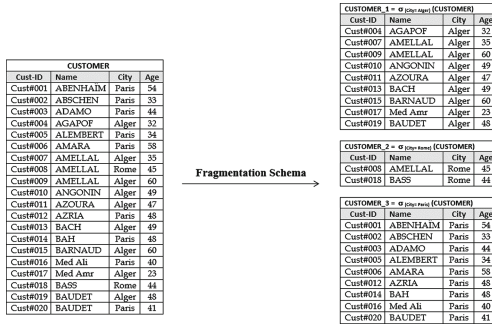 CUSTOMER
Cust-ID Name City Age
Cust#001 ABENHAIM Paris 54
Cust#002 ABSCHEN Paris 33
Cust#003 ADAMO Paris 44
Cust#004 AGAPOF Alger 32
Cust#005 ALEMBERT Paris 34
Cust#006 AMARA Paris 58
Cust#007 AMELLAL Alger 35
Cust#008 AMELLAL Rome 45
Cust#009 AMELLAL Alger 60
Cust#010 ANGONIN Alger 49
Cust#011 AZOURA Alger 47
Cust#012 AZRIA Paris 48
Cust#013 BACH Alger 49
Cust#014 BAH Paris 48
Cust#015 BARNAUD Alger 60
Cust#016 Med Ali Paris 40
Cust#017 Med Amr Alger 23
Cust#018 BASS Rome 44
Cust#019 BAUDET Alger 48
Cust#020 BAUDET Paris 41
Fragmentation Schema
CUSTOMER_1 = σ [City= Alger] (CUSTOMER)
Cust-ID Name City Age
Cust#004 AGAPOF Alger 32
Cust#007 AMELLAL Alger 35
Cust#009 AMELLAL Alger 60
Cust#010 ANGONIN Alger 49
Cust#011 AZOURA Alger 47
Cust#013 BACH Alger 49
Cust#015 BARNAUD Alger 60
Cust#017 Med Amr Alger 23
Cust#019 BAUDET Alger 48
CUSTOMER_2 = σ [City= Rome] (CUSTOMER)
Cust-ID Name City Age
Cust#008 AMELLAL Rome 45
Cust#018 BASS Rome 44
CUSTOMER_3 = σ [City= Paris] (CUSTOMER)
Cust-ID Name City Age
Cust#001 ABENHAIM Paris 54
Cust#002 ABSCHEN Paris 33
Cust#003 ADAMO Paris 44
Cust#005 ALEMBERT Paris 34
Cust#006 AMARA Paris 58
Cust#012 AZRIA Paris 48
Cust#014 BAH Paris 48
Cust#016 Med Ali Paris 40
Cust#020 BAUDET Paris 41